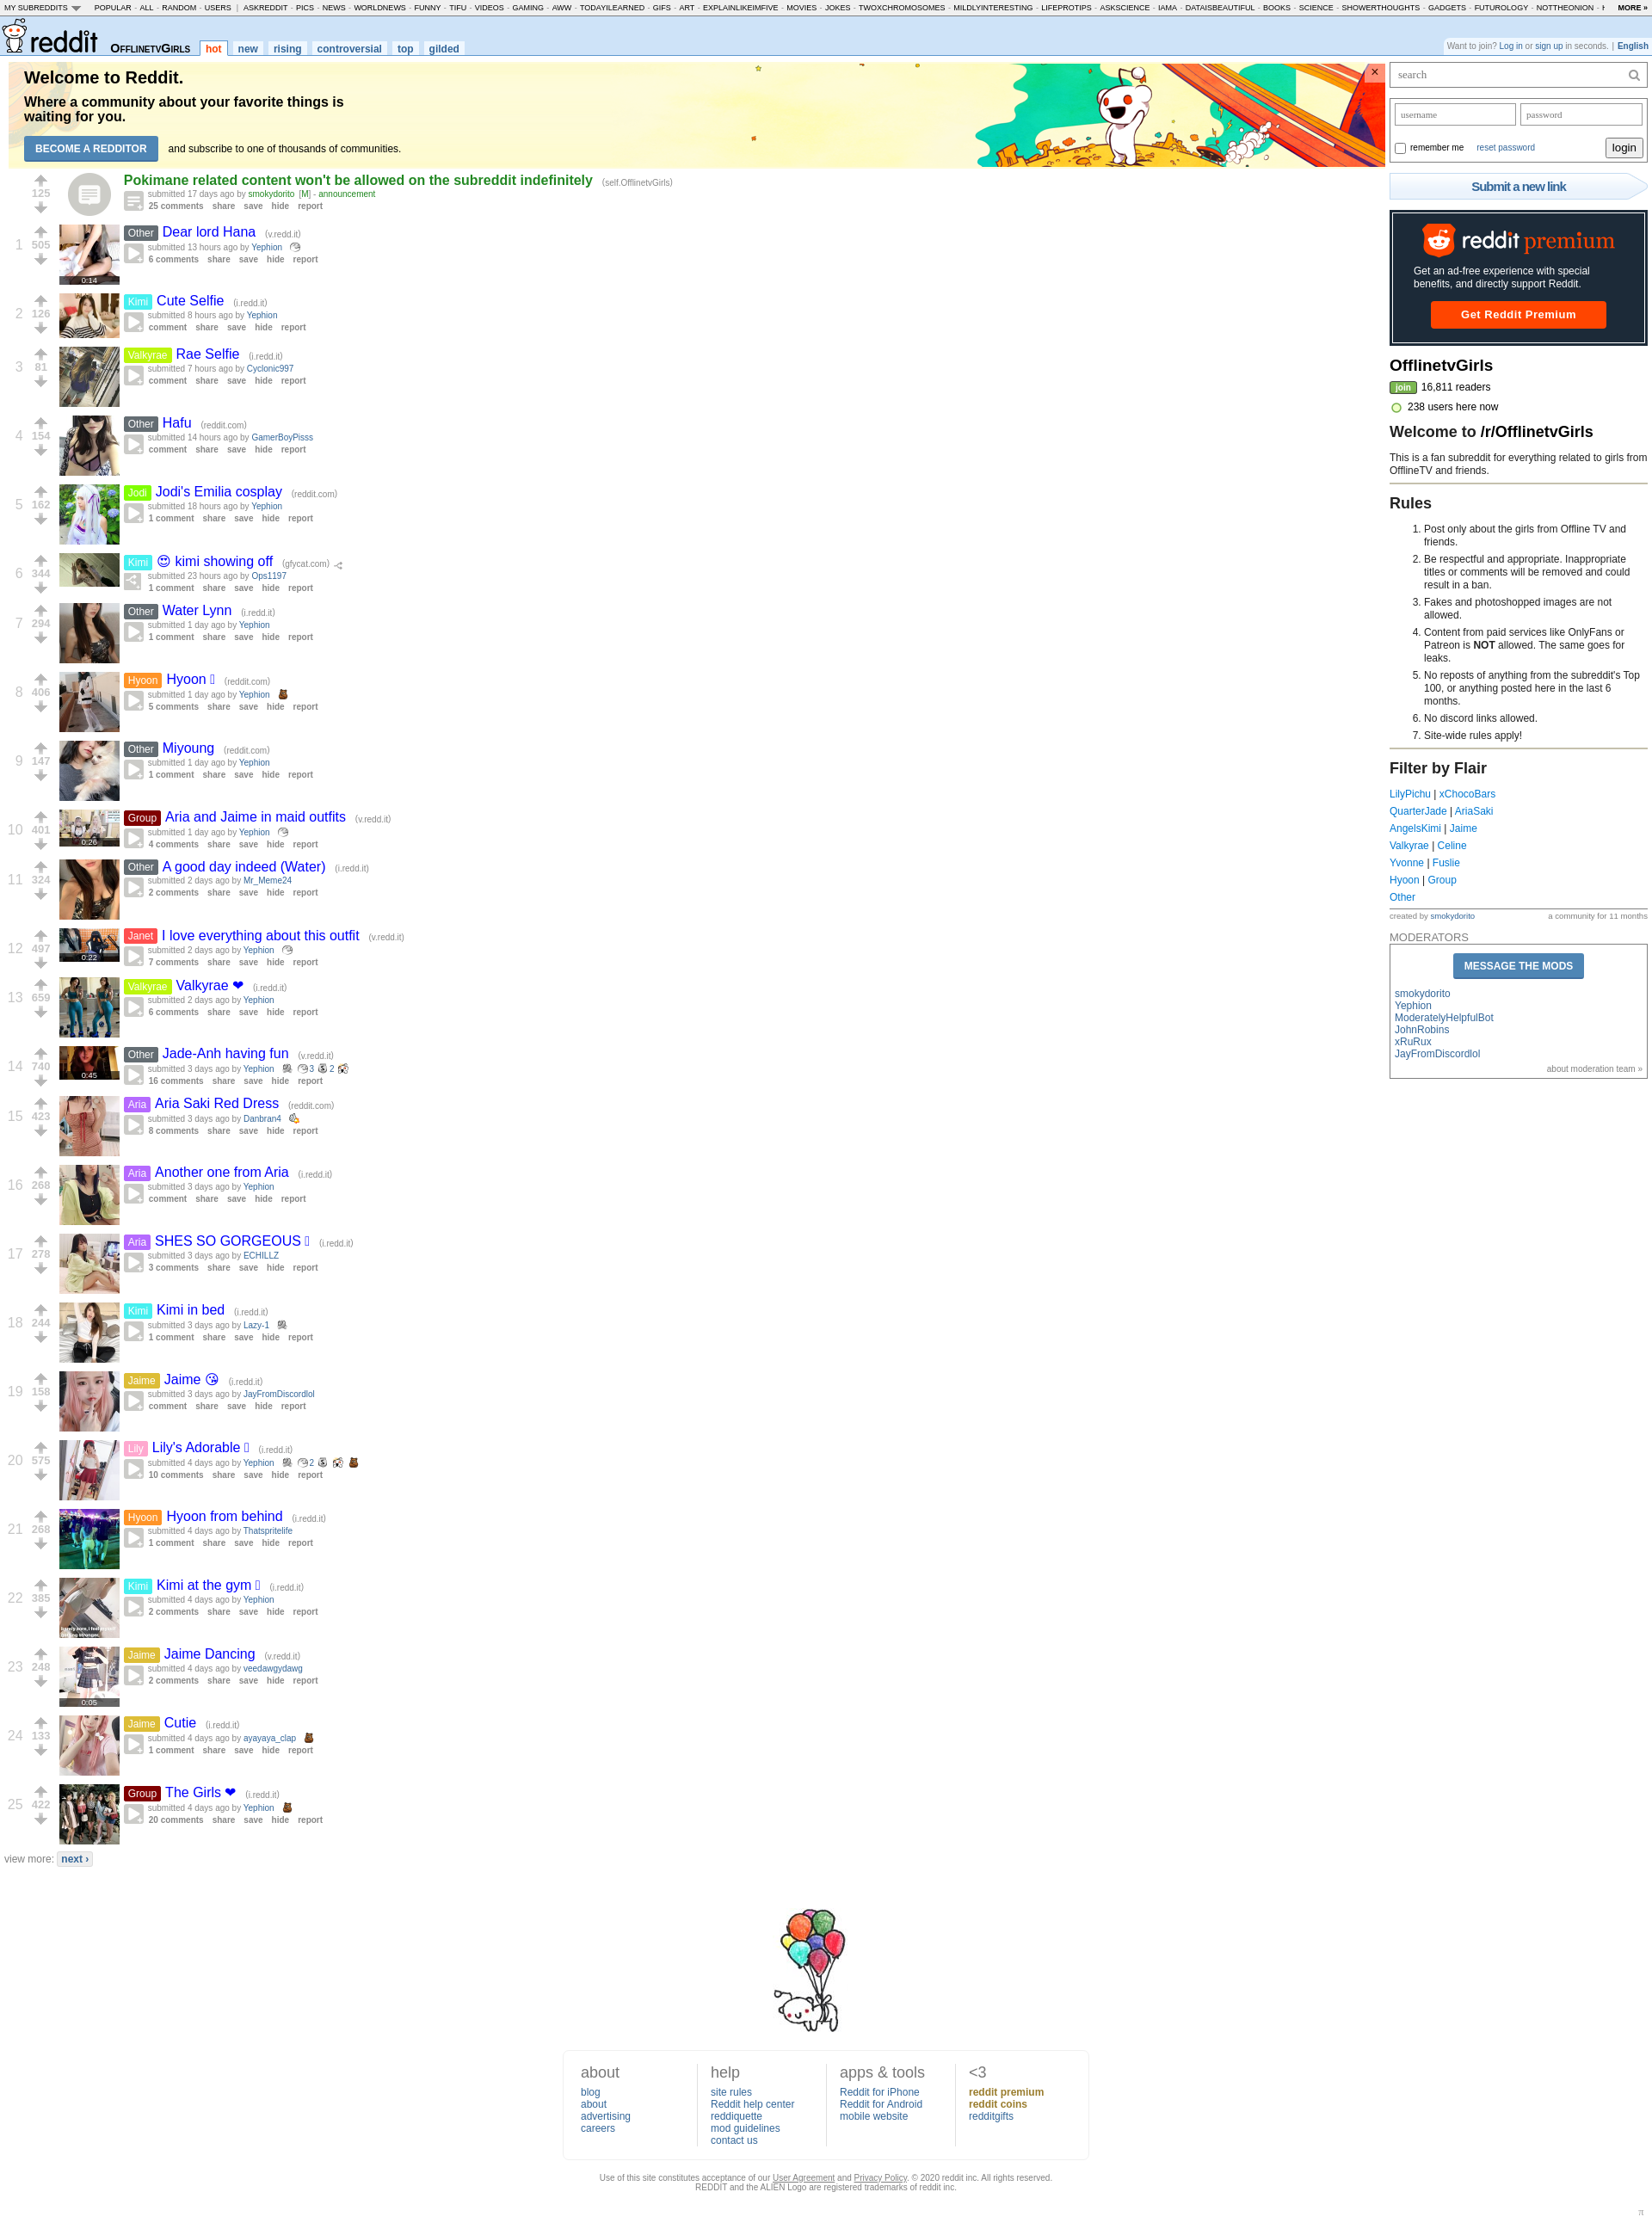 MY SUBREDDITS POPULAR - ALL - RANDOM - USERS | ASKREDDIT - PICS - NEWS - WORLDNEWS - FUNNY - TIFU - VIDEOS - GAMING - AWW - TODAYILEARNED - GIFS - ART - EXPLAINLIKEIMFIVE - MOVIES - JOKES - TWOXCHROMOSOMES - MILDLYINTERESTING - LIFEPROTIPS - ASKSCIENCE - IAMA - DATAISBEAUTIFUL - BOOKS - SCIENCE - SHOWERTHOUGHTS - GADGETS - FUTUROLOGY - NOTTHEONION - MORE »
reddit OfflinetvGirls hot new rising controversial top gilded
Want to join? Log in or sign up in seconds. | English
Welcome to Reddit.
Where a community about your favorite things is
waiting for you.
BECOME A REDDITOR and subscribe to one of thousands of communities.
×
125
Pokimane related content won't be allowed on the subreddit indefinitely (self.OfflinetvGirls)
submitted 17 days ago by smokydorito [M] - announcement
25 comments share save hide report
1 505 0:14
Other Dear lord Hana (v.redd.it)
submitted 13 hours ago by Yephion
6 comments share save hide report
2 126
Kimi Cute Selfie (i.redd.it)
submitted 8 hours ago by Yephion
comment share save hide report
3 81
Valkyrae Rae Selfie (i.redd.it)
submitted 7 hours ago by Cyclonic997
comment share save hide report
4 154
Other Hafu (reddit.com)
submitted 14 hours ago by GamerBoyPisss
comment share save hide report
5 162
Jodi Jodi's Emilia cosplay (reddit.com)
submitted 18 hours ago by Yephion
1 comment share save hide report
6 344
Kimi 😍 kimi showing off (gfycat.com)
submitted 23 hours ago by Ops1197
1 comment share save hide report
7 294
Other Water Lynn (i.redd.it)
submitted 1 day ago by Yephion
1 comment share save hide report
8 406
Hyoon Hyoon (reddit.com)
submitted 1 day ago by Yephion
5 comments share save hide report
9 147
Other Miyoung (reddit.com)
submitted 1 day ago by Yephion
1 comment share save hide report
10 401 0:26
Group Aria and Jaime in maid outfits (v.redd.it)
submitted 1 day ago by Yephion
4 comments share save hide report
11 324
Other A good day indeed (Water) (i.redd.it)
submitted 2 days ago by Mr_Meme24
2 comments share save hide report
12 497 0:22
Janet I love everything about this outfit (v.redd.it)
submitted 2 days ago by Yephion
7 comments share save hide report
13 659
Valkyrae Valkyrae ❤ (i.redd.it)
submitted 2 days ago by Yephion
6 comments share save hide report
14 740 0:45
Other Jade-Anh having fun (v.redd.it)
submitted 3 days ago by Yephion 3 2
16 comments share save hide report
15 423
Aria Aria Saki Red Dress (reddit.com)
submitted 3 days ago by Danbran4
8 comments share save hide report
16 268
Aria Another one from Aria (i.redd.it)
submitted 3 days ago by Yephion
comment share save hide report
17 278
Aria SHES SO GORGEOUS (i.redd.it)
submitted 3 days ago by ECHILLZ
3 comments share save hide report
18 244
Kimi Kimi in bed (i.redd.it)
submitted 3 days ago by Lazy-1
1 comment share save hide report
19 158
Jaime Jaime 😘 (i.redd.it)
submitted 3 days ago by JayFromDiscordlol
comment share save hide report
20 575
Lily Lily's Adorable (i.redd.it)
submitted 4 days ago by Yephion 2
10 comments share save hide report
21 268
Hyoon Hyoon from behind (i.redd.it)
submitted 4 days ago by Thatspritelife
1 comment share save hide report
22 385
Kimi Kimi at the gym (i.redd.it)
submitted 4 days ago by Yephion
2 comments share save hide report
23 248 0:05
Jaime Jaime Dancing (v.redd.it)
submitted 4 days ago by veedawgydawg
2 comments share save hide report
24 133
Jaime Cutie (i.redd.it)
submitted 4 days ago by ayayaya_clap
1 comment share save hide report
25 422
Group The Girls ❤ (i.redd.it)
submitted 4 days ago by Yephion
20 comments share save hide report
view more: next ›
search
username password
remember me reset password login
Submit a new link
reddit premium
Get an ad-free experience with special
benefits, and directly support Reddit.
Get Reddit Premium
OfflinetvGirls
join 16,811 readers
238 users here now
Welcome to /r/OfflinetvGirls
This is a fan subreddit for everything related to girls from
OfflineTV and friends.
Rules
1. Post only about the girls from Offline TV and
friends.
2. Be respectful and appropriate. Inappropriate
titles or comments will be removed and could
result in a ban.
3. Fakes and photoshopped images are not
allowed.
4. Content from paid services like OnlyFans or
Patreon is NOT allowed. The same goes for
leaks.
5. No reposts of anything from the subreddit's Top
100, or anything posted here in the last 6
months.
6. No discord links allowed.
7. Site-wide rules apply!
Filter by Flair
LilyPichu | xChocoBars
QuarterJade | AriaSaki
AngelsKimi | Jaime
Valkyrae | Celine
Yvonne | Fuslie
Hyoon | Group
Other
created by smokydorito a community for 11 months
MODERATORS
MESSAGE THE MODS
smokydorito
Yephion
ModeratelyHelpfulBot
JohnRobins
xRuRux
JayFromDiscordlol
about moderation team »
about
blog
about
advertising
careers
help
site rules
Reddit help center
reddiquette
mod guidelines
contact us
apps & tools
Reddit for iPhone
Reddit for Android
mobile website
<3
reddit premium
reddit coins
redditgifts
Use of this site constitutes acceptance of our User Agreement and Privacy Policy. © 2020 reddit inc. All rights reserved.
REDDIT and the ALIEN Logo are registered trademarks of reddit inc.
π